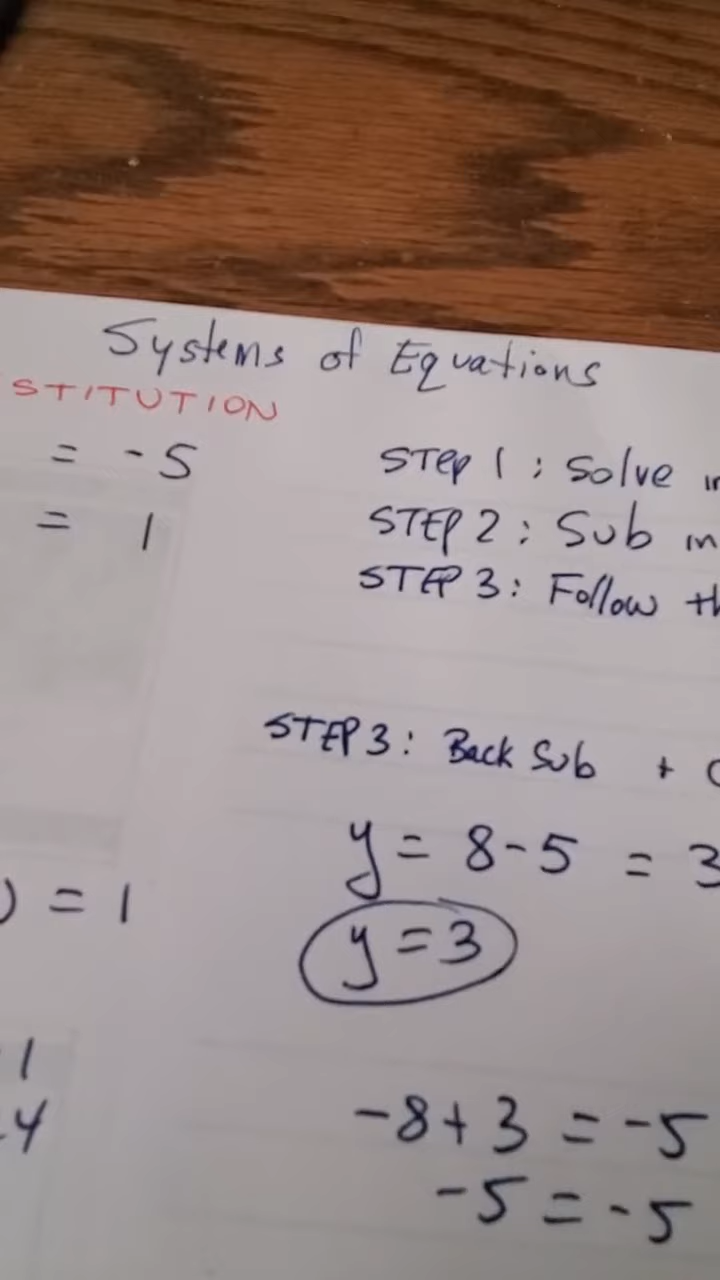 Systems of Equations
STITUTION
= -5
= 1
STEP 1: Solve
STEP 2: Sub in
STEP 3: Follow
STEP 3: Back Sub +
y = 8-5 = 3
) = 1
y = 3
1
-8+3 = -5
4
-5 = -5